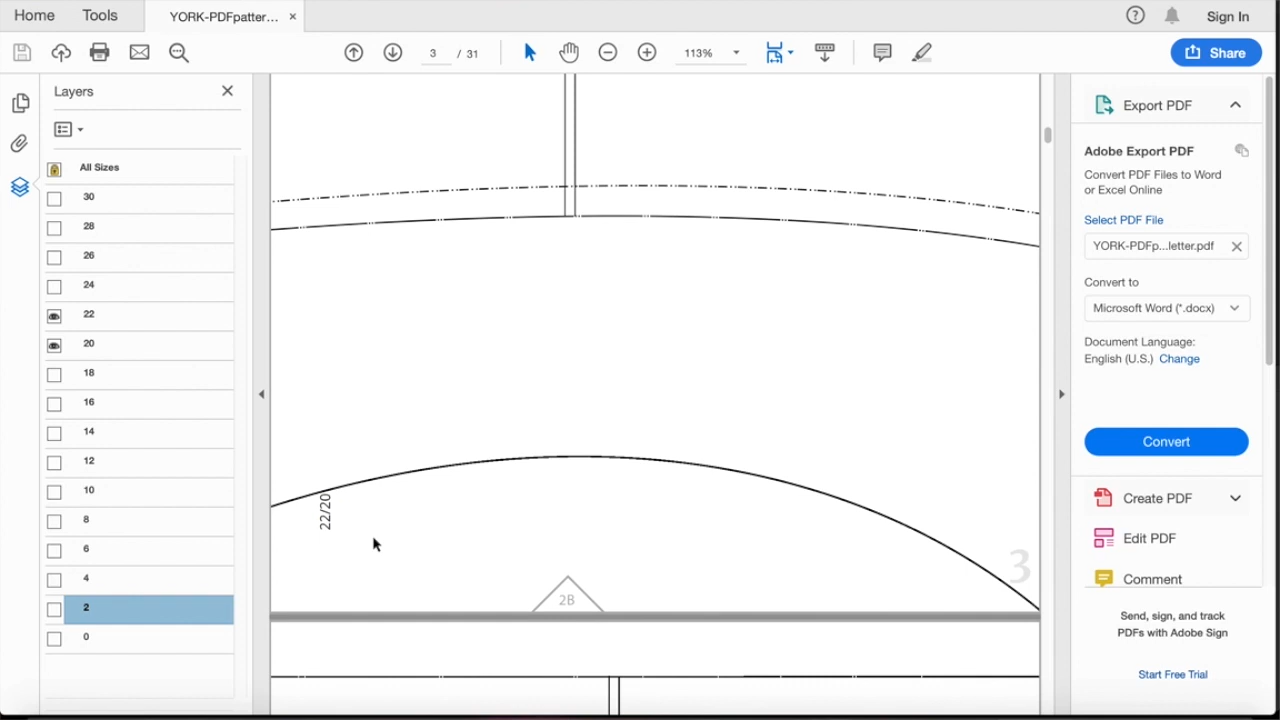 Home
Tools
YORK-PDFpatter...
Sign In
3 / 31
113%
Share
Layers
All Sizes
30
28
26
24
22
20
18
16
14
12
10
8
6
4
2
0
22/20
2B
3
Export PDF
Adobe Export PDF
Convert PDF Files to Word
or Excel Online
Select PDF File
YORK-PDFp...letter.pdf
Convert to
Microsoft Word (*.docx)
Document Language:
English (U.S.) Change
Convert
Create PDF
Edit PDF
Comment
Send, sign, and track
PDFs with Adobe Sign
Start Free Trial